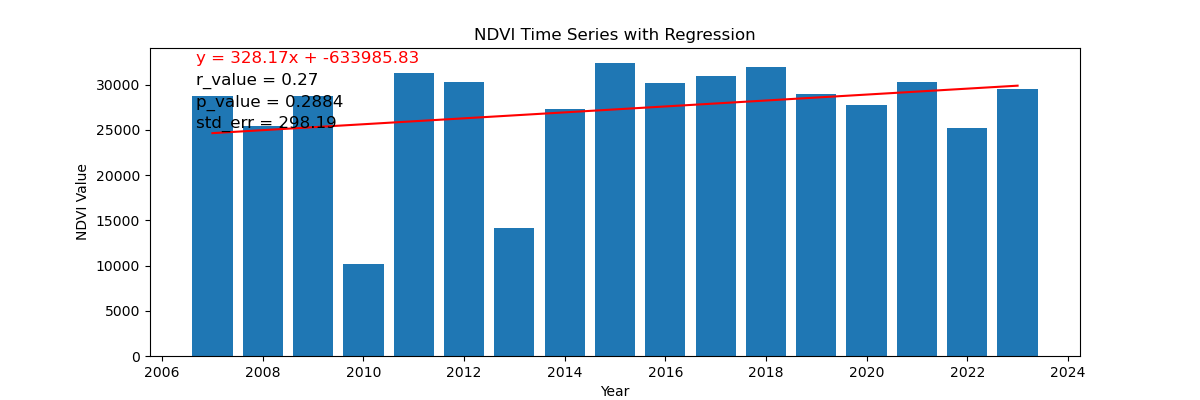 NDVI Time Series with Regression
y = 328.17x + -633985.83
r_value = 0.27
p_value = 0.2884
std_err = 298.19
NDVI Value
30000
25000
20000
15000
10000
5000
0
2006 2008 2010 2012 2014 2016 2018 2020 2022 2024
Year